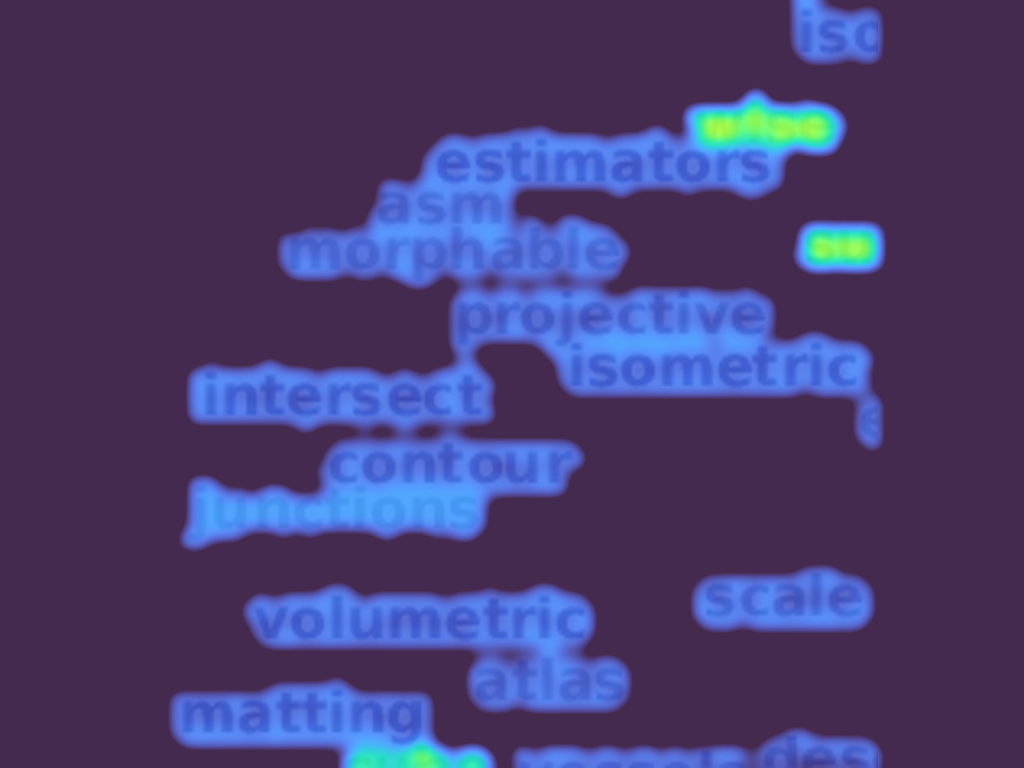 estimators
asm
morphable
projective
isometric
intersect
contour
junctions
scale
volumetric
atlas
matting